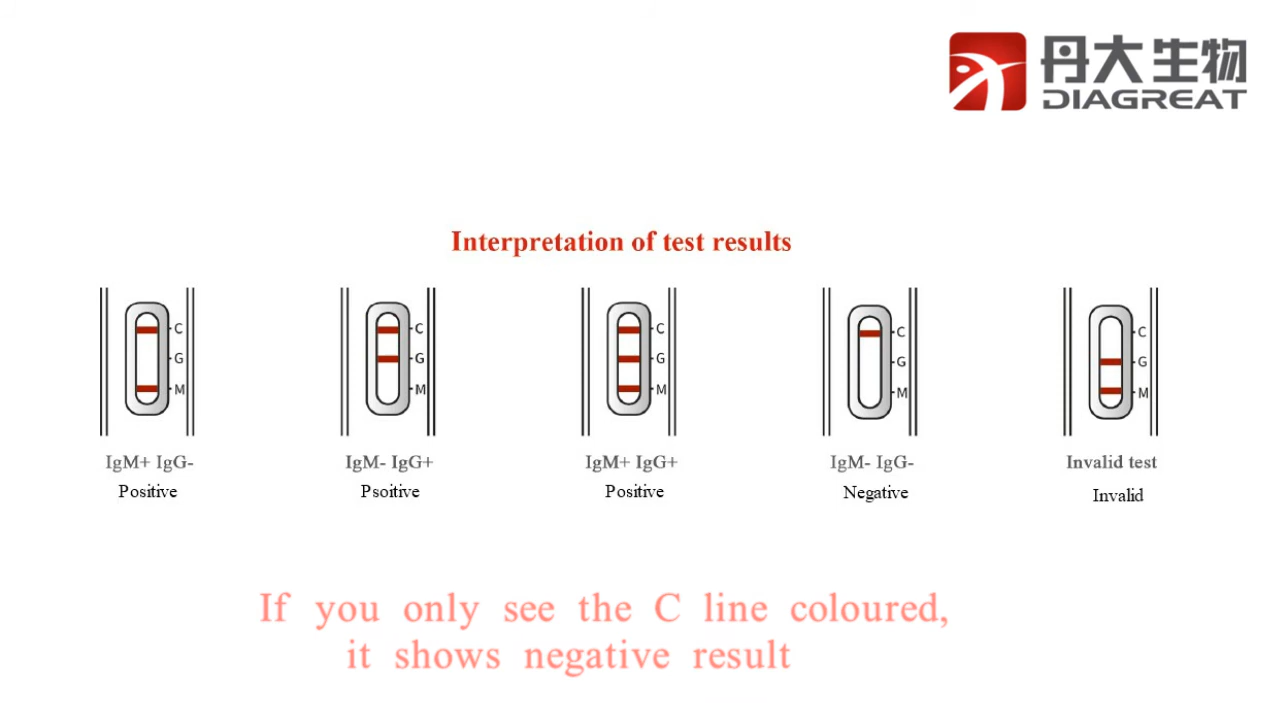 丹大生物
DIAGREAT
Interpretation of test results
C
G
M
C
G
M
C
G
M
C
G
M
C
G
M
IgM+ IgG-
IgM- IgG+
IgM+ IgG+
IgM- IgG-
Invalid test
Positive
Psoitive
Positive
Negative
Invalid
If you only see the C line coloured,
it shows negative result